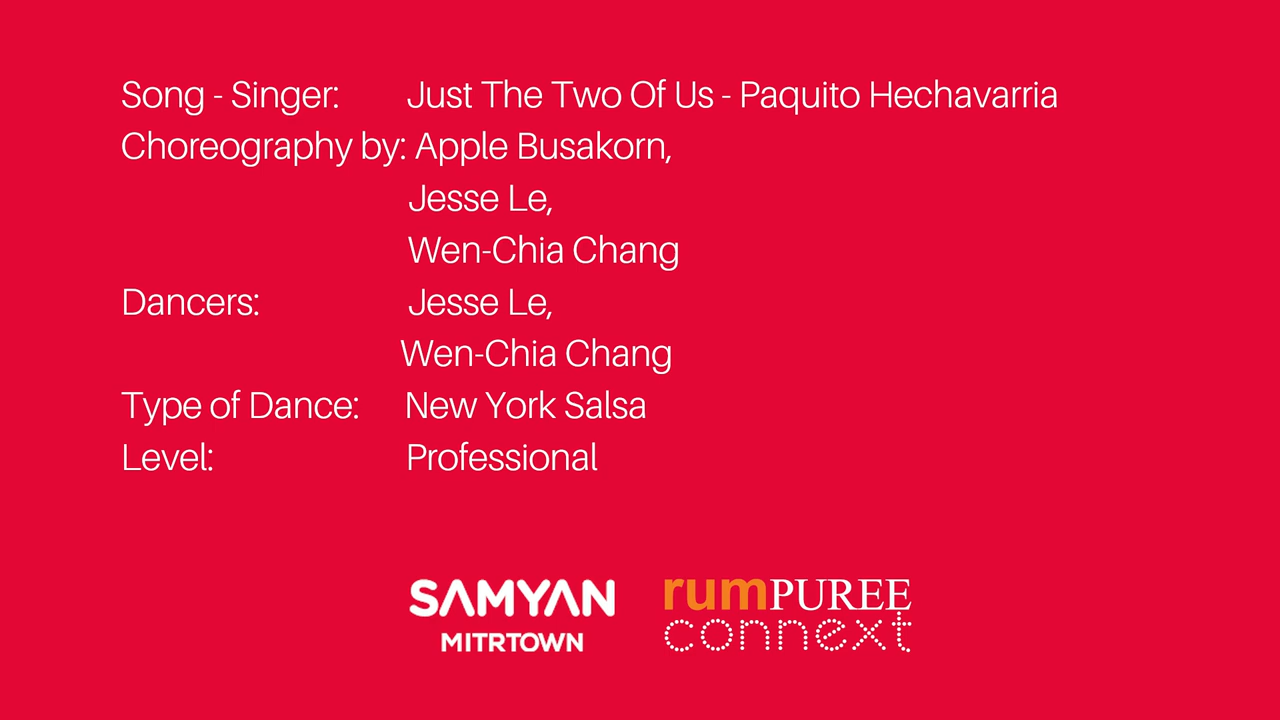 Song - Singer: Just The Two Of Us - Paquito Hechavarria
Choreography by: Apple Busakorn,
Jesse Le,
Wen-Chia Chang
Dancers: Jesse Le,
Wen-Chia Chang
Type of Dance: New York Salsa
Level: Professional
SAMYAN
MITRTOWN
rumPUREE
connext